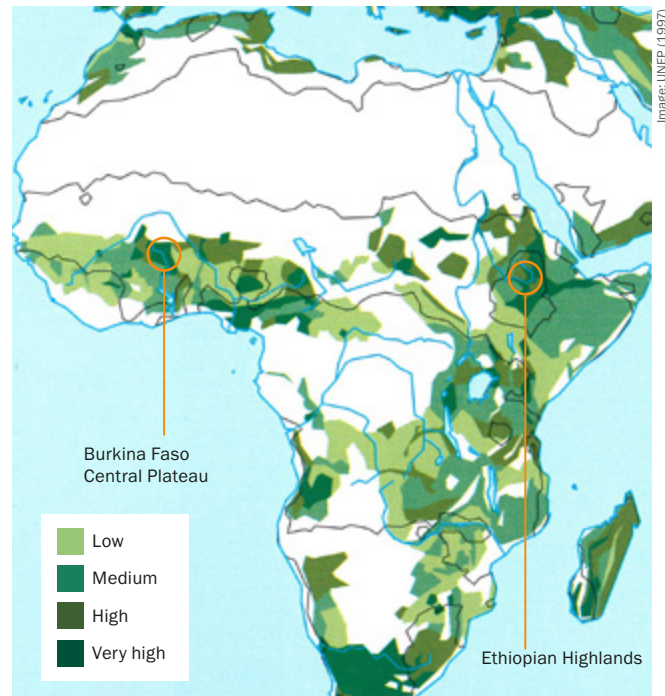 Image: UNEP (1997)
Burkina Faso
Central Plateau
Low
Medium
High
Very high
Ethiopian Highlands